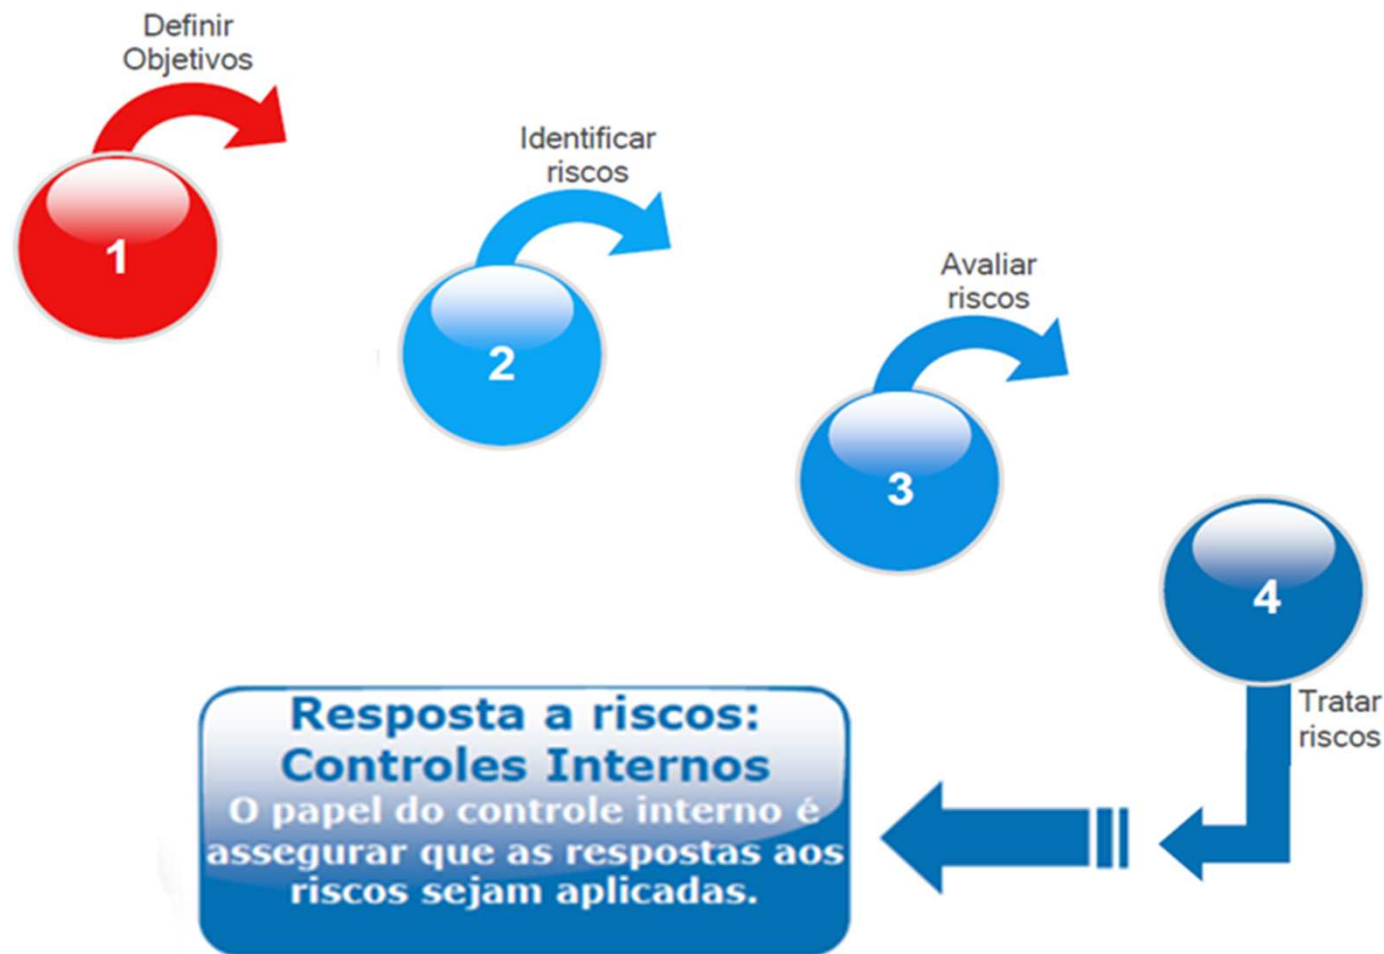 Definir
Objetivos
1
Identificar
riscos
2
Avaliar
riscos
3
4
Tratar
riscos
Resposta a riscos:
Controles Internos
O papel do controle interno é
assegurar que as respostas aos
riscos sejam aplicadas.